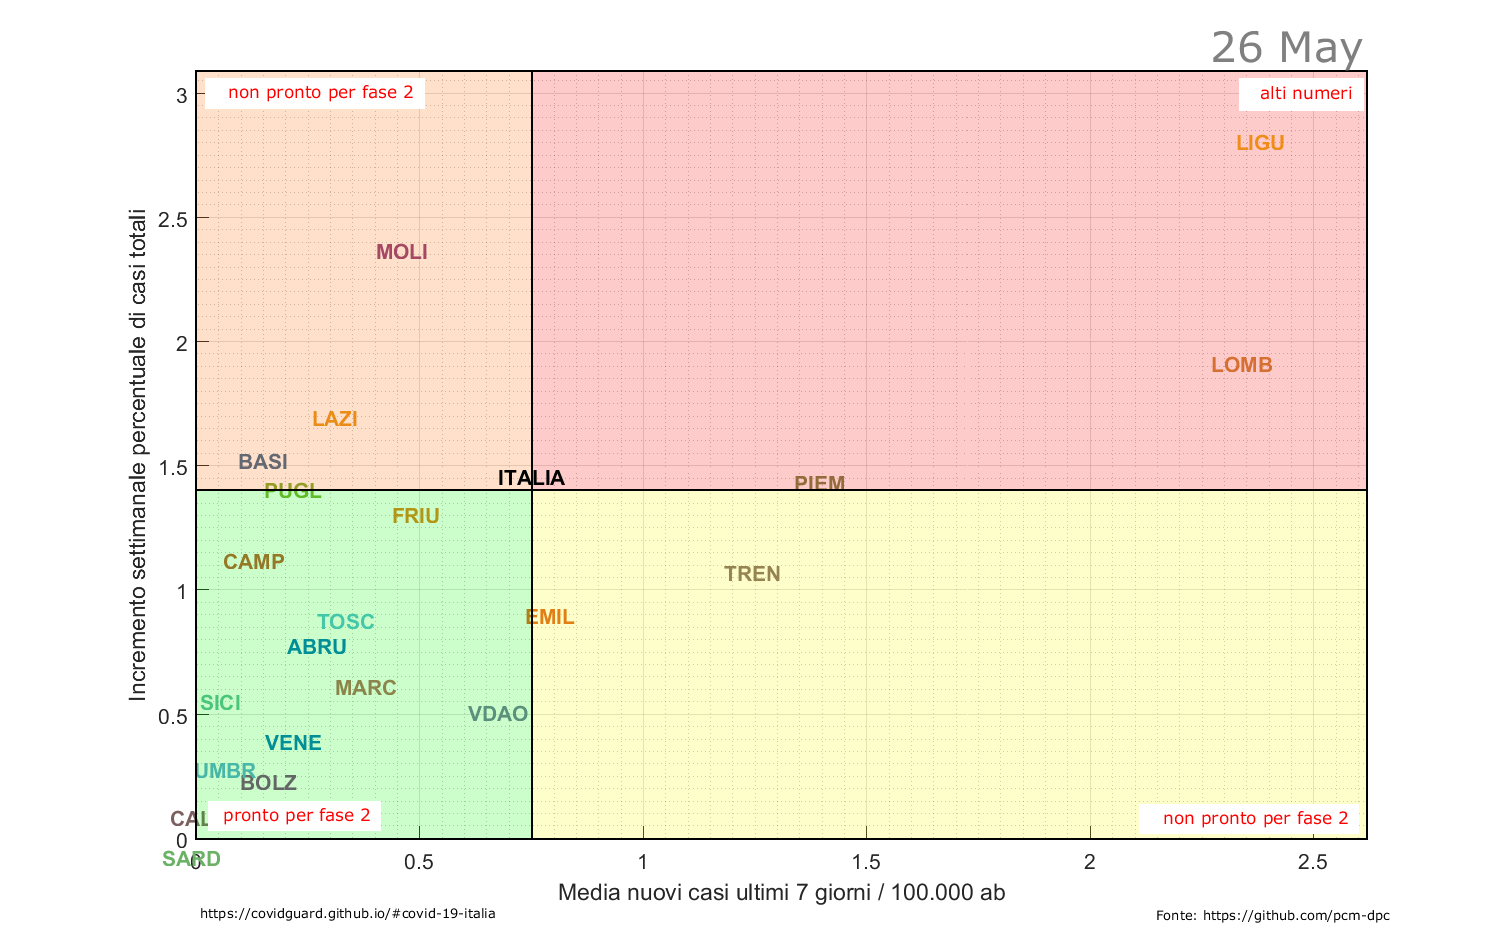 26 May
non pronto per fase 2
alti numeri
3
LIGU
2.5
MOLI
2
LOMB
LAZI
BASI
1.5
ITALIA
PIEM
PUGL
FRIU
CAMP
TREN
1
EMIL
TOSC
ABRU
MARC
SICI
VDAO
0.5
VENE
UMBR
BOLZ
CAL
pronto per fase 2
non pronto per fase 2
0
SARD
0
0.5
1
1.5
2
2.5
Incremento settimanale percentuale di casi totali
Media nuovi casi ultimi 7 giorni / 100.000 ab
https://covidguard.github.io/#covid-19-italia
Fonte: https://github.com/pcm-dpc